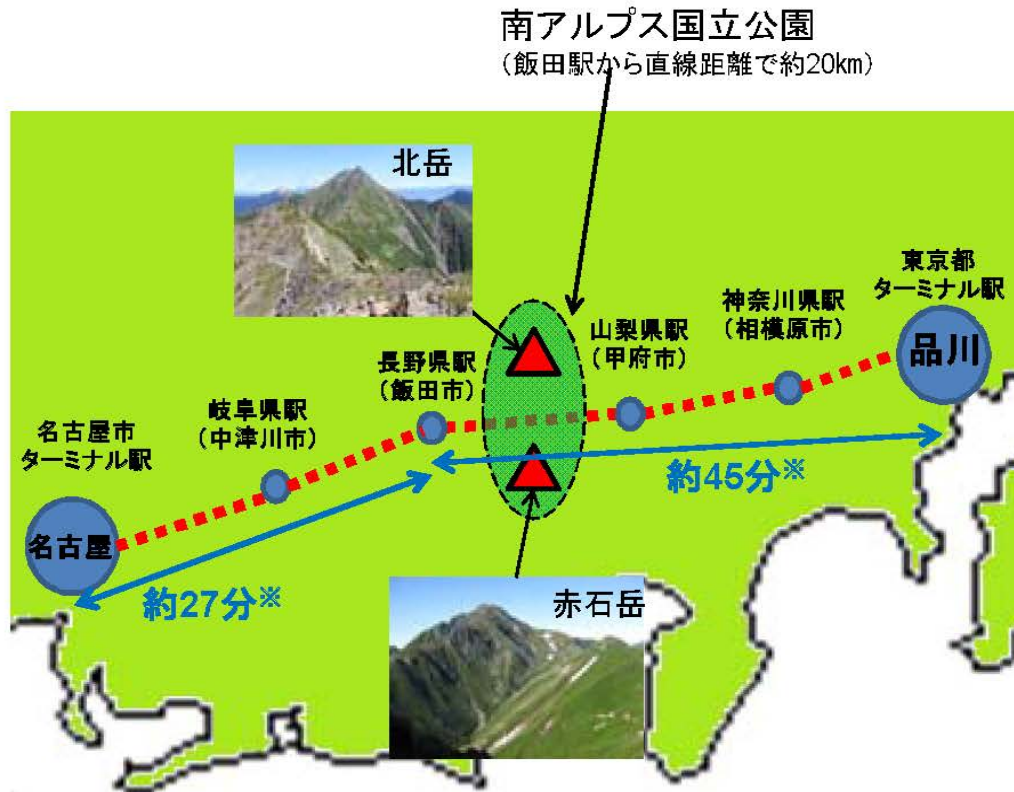 南アルプス国立公園
（飯田駅から直線距離で約20km）
北岳
東京都
ターミナル駅
品川
神奈川県駅
（相模原市）
山梨県駅
（甲府市）
長野県駅
（飯田市）
岐阜県駅
（中津川市）
名古屋市
ターミナル駅
名古屋
約45分※
約27分※
赤石岳